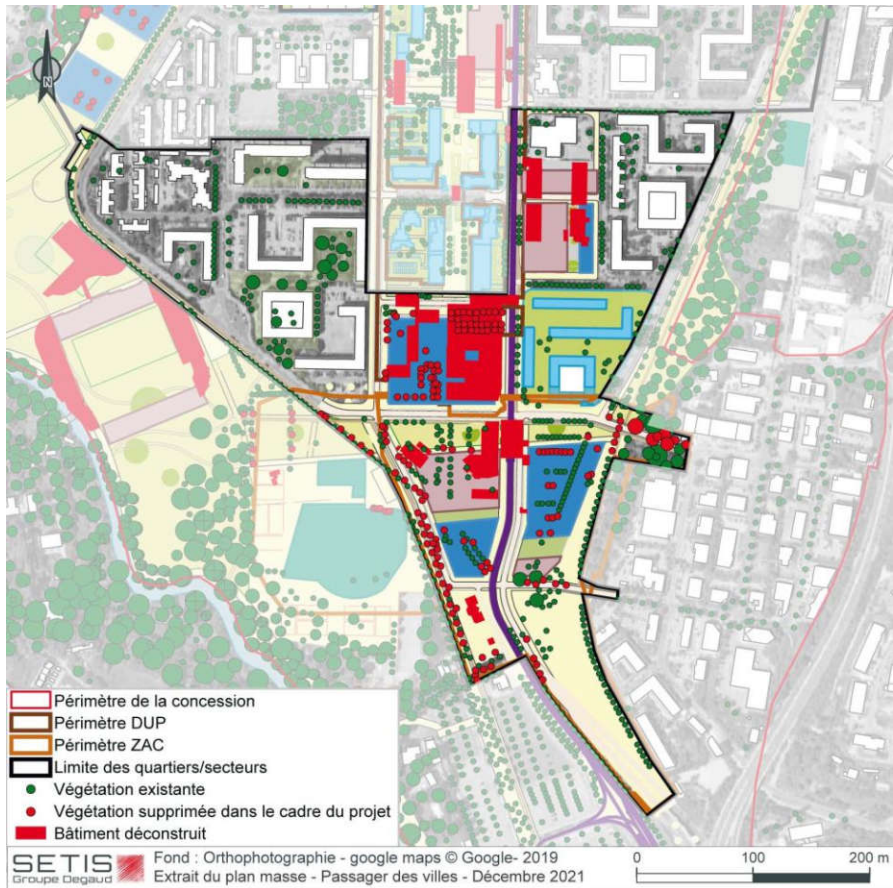 N
Périmètre de la concession
Périmètre DUP
Périmètre ZAC
Limite des quartiers/secteurs
Végétation existante
Végétation supprimée dans le cadre du projet
Bâtiment déconstruit
SETIS
Groupe Degaud
Fond : Orthophotographie - google maps © Google- 2019
Extrait du plan masse - Passager des villes - Décembre 2021
0 100 200 m